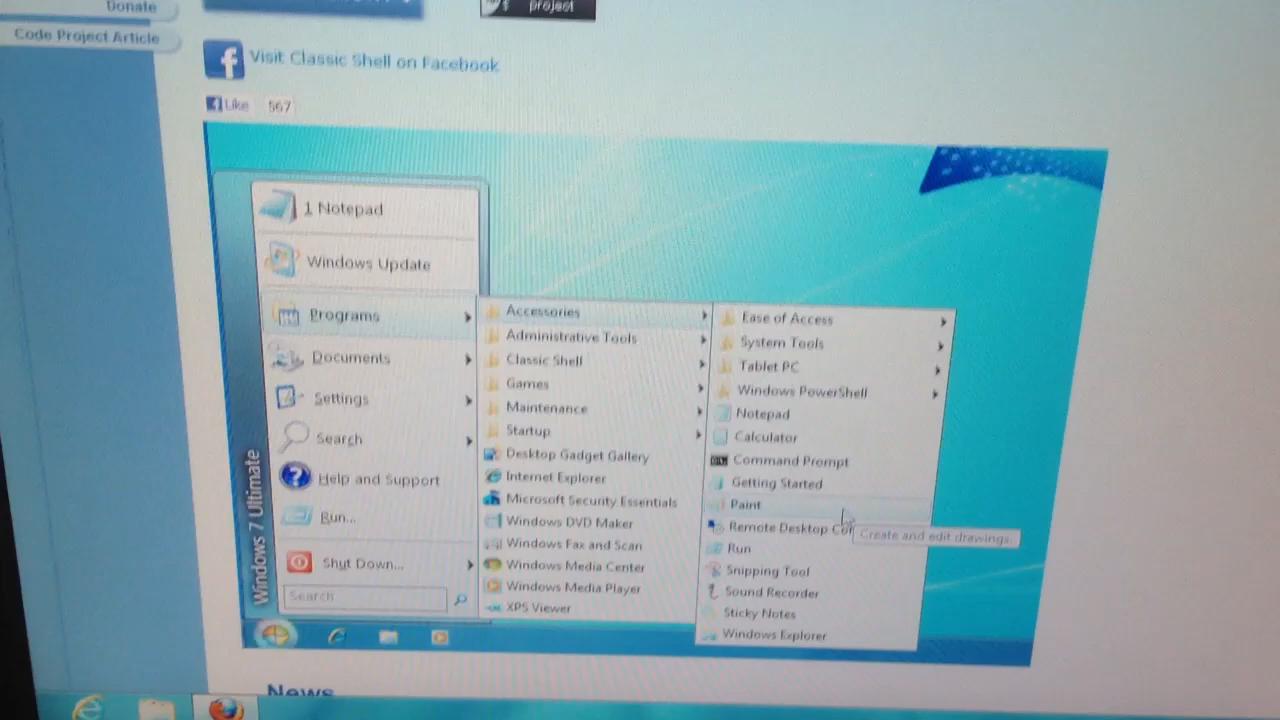 Donate
project
Code Project Article
Visit Classic Shell on Facebook
Like 567
1 Notepad
Windows Update
Programs
Documents
Settings
Search
Help and Support
Run...
Shut Down...
Search
Windows 7 Ultimate
Accessories
Administrative Tools
Classic Shell
Games
Maintenance
Startup
Desktop Gadget Gallery
Internet Explorer
Microsoft Security Essentials
Windows DVD Maker
Windows Fax and Scan
Windows Media Center
Windows Media Player
XPS Viewer
Ease of Access
System Tools
Tablet PC
Windows PowerShell
Notepad
Calculator
Command Prompt
Getting Started
Paint
Remote Desktop Co
Create and edit drawings.
Run
Snipping Tool
Sound Recorder
Sticky Notes
Windows Explorer
News